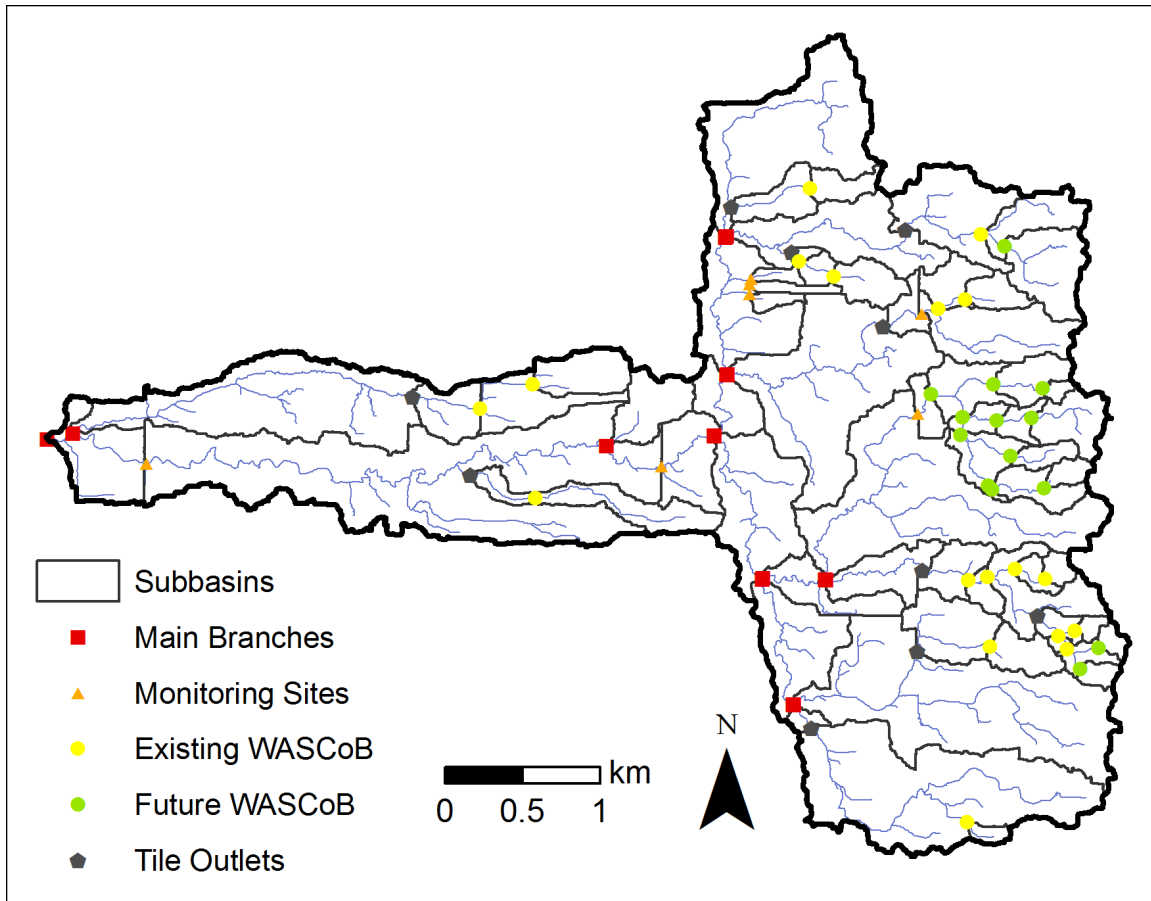 Subbasins
Main Branches
Monitoring Sites
Existing WASCoB
Future WASCoB
Tile Outlets
N
km
0 0.5 1